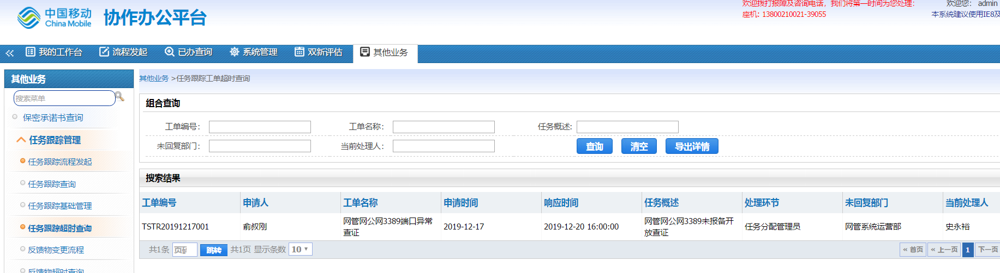 中国移动
China Mobile
协作办公平台
欢迎拨打报障及咨询电话，我们将第一时间为您处理：
座机: 13800210021-39055
欢迎您： admin
本系统建议使用IE8及
我的工作台 流程发起 已办查询 系统管理 双新评估 其他业务
其他业务
搜索菜单
保密承诺书查询
任务跟踪管理
任务跟踪流程发起
任务跟踪查询
任务跟踪基础管理
任务跟踪超时查询
反馈物变更流程
反馈物超时查询
其他业务 >任务跟踪工单超时查询
组合查询
工单编号： 工单名称： 任务概述:
未回复部门： 当前处理人： 查询 清空 导出详情
搜索结果
工单编号 申请人 工单名称 申请时间 响应时间 任务概述 处理环节 未回复部门 当前处理人
TSTR20191217001 俞叔刚 网管网公网3389端口异常查证 2019-12-17 2019-12-20 16:00:00 网管网公网3389未报备开放查证 任务分配管理员 网管系统运营部 史永裕
共1条 页码 跳转 共1页 显示条数 10 « 首页 « 上一页 1 下一页